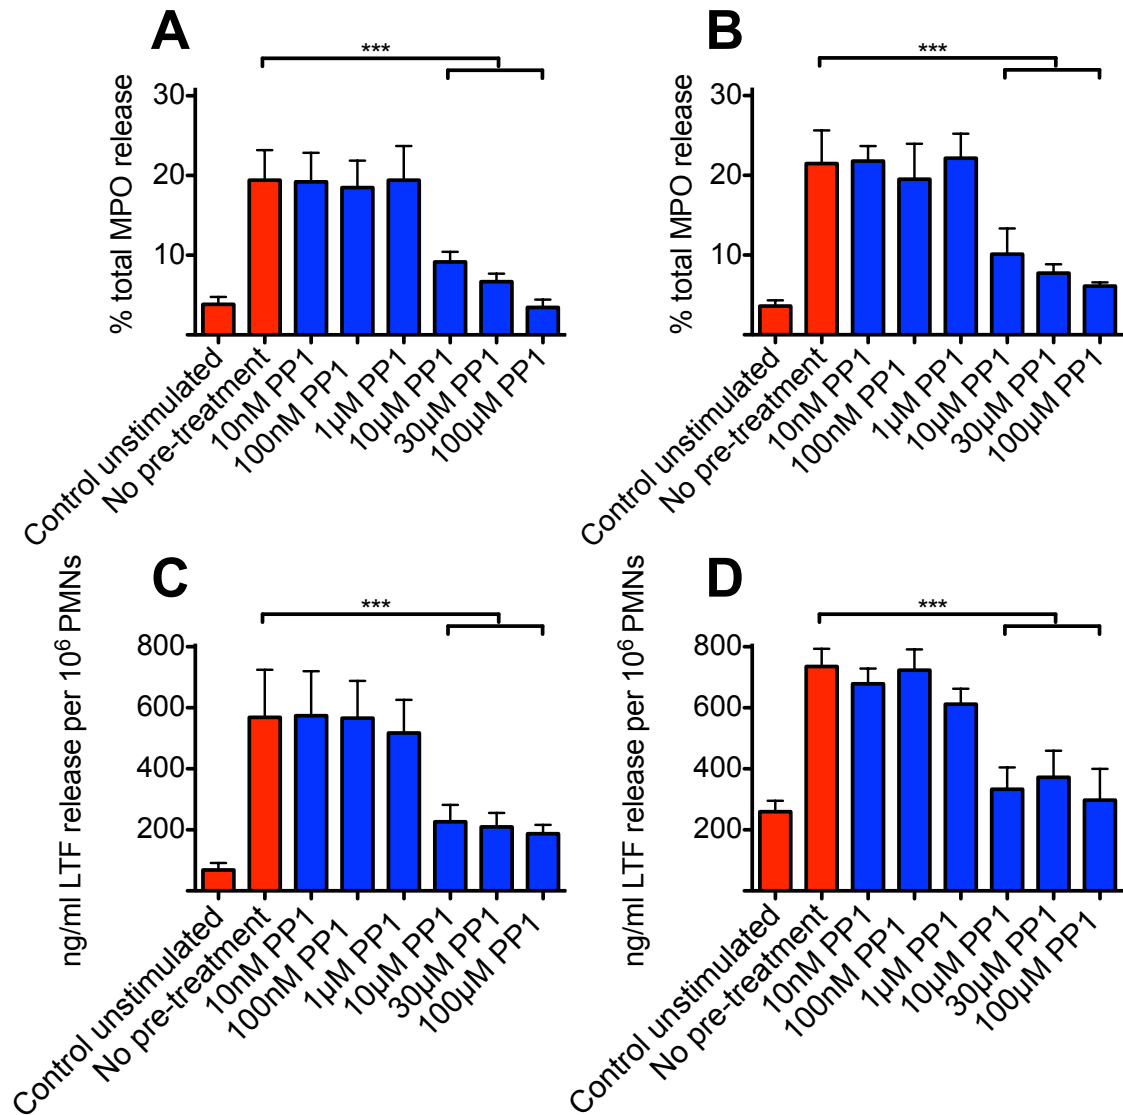 A
***
% total MPO release
30
20
10
Control unstimulated
No pre-treatment
10nM PP1
100nM PP1
1µM PP1
10µM PP1
30µM PP1
100µM PP1
B
***
% total MPO release
30
20
10
Control unstimulated
No pre-treatment
10nM PP1
100nM PP1
1µM PP1
10µM PP1
30µM PP1
100µM PP1
C
***
ng/ml LTF release per 10⁶ PMNs
800
600
400
200
Control unstimulated
No pre-treatment
10nM PP1
100nM PP1
1µM PP1
10µM PP1
30µM PP1
100µM PP1
D
***
ng/ml LTF release per 10⁶ PMNs
800
600
400
200
Control unstimulated
No pre-treatment
10nM PP1
100nM PP1
1µM PP1
10µM PP1
30µM PP1
100µM PP1